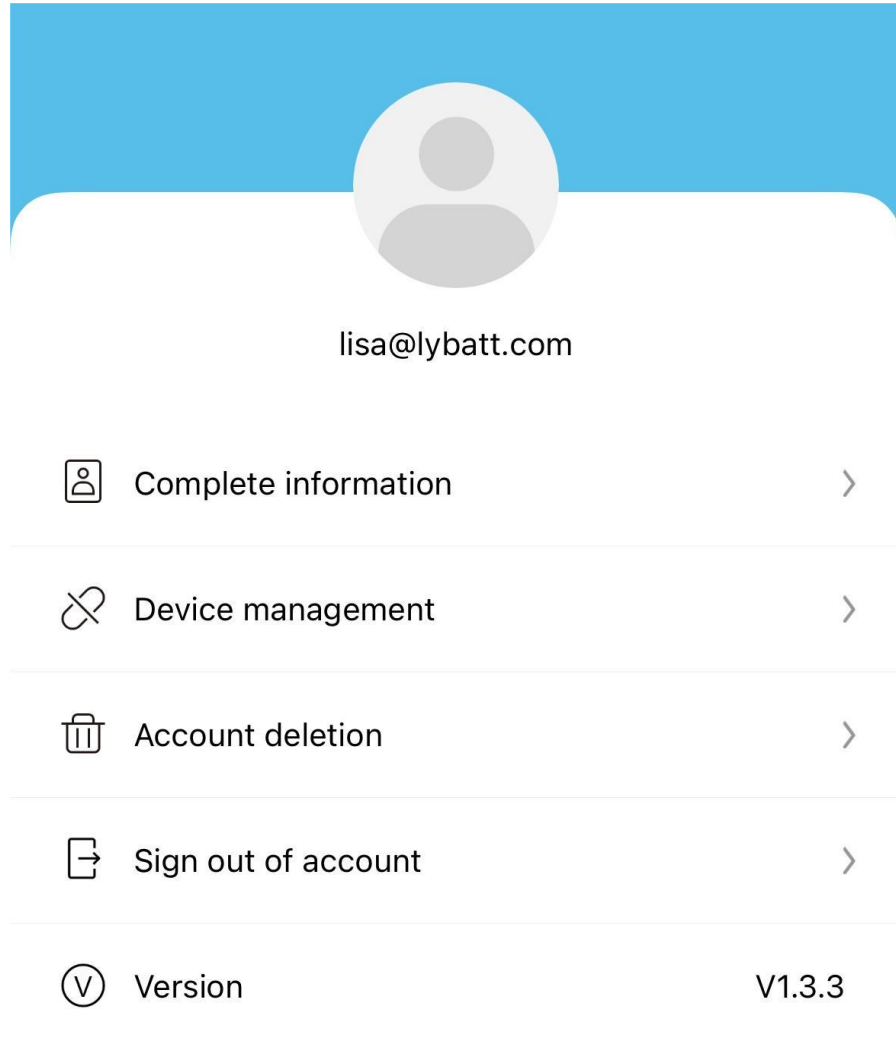 lisa@lybatt.com
Complete information
Device management
Account deletion
Sign out of account
Version V1.3.3